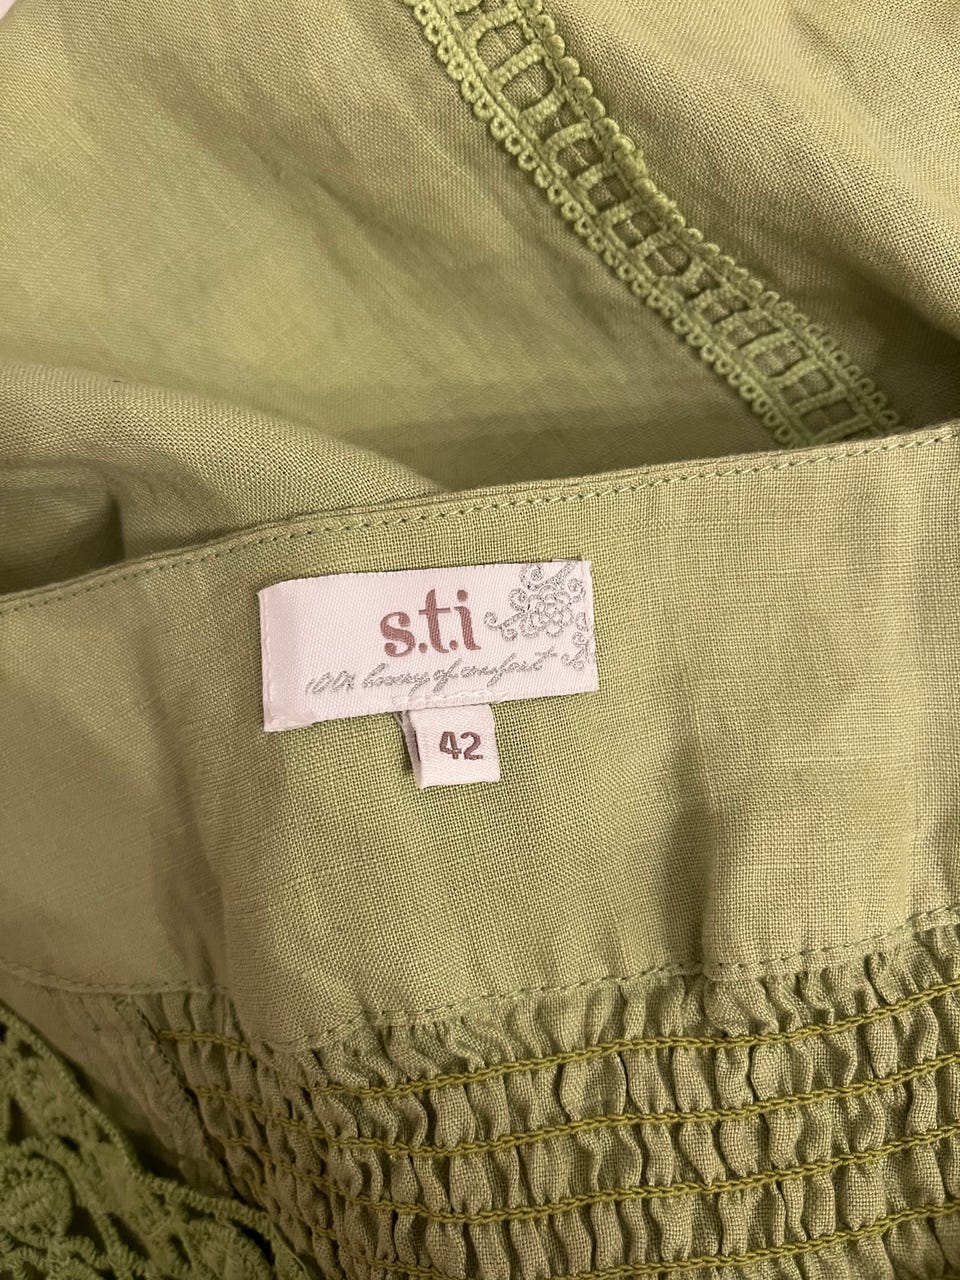 s.t.i
100% luxury of comfort
42